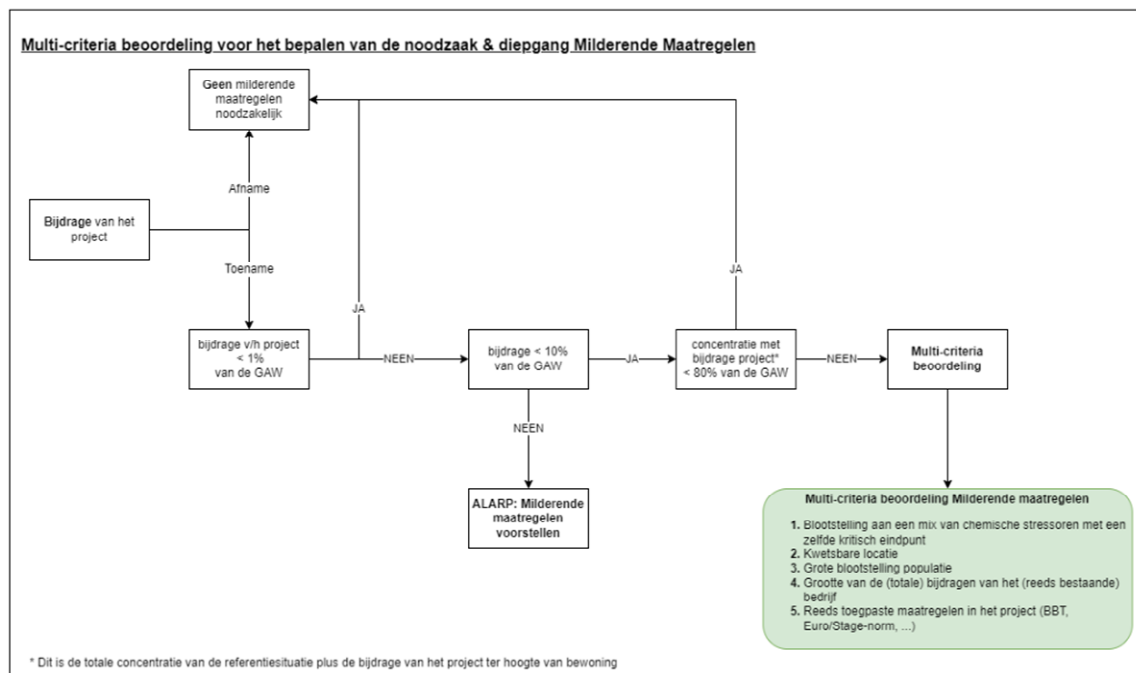 Multi-criteria beoordeling voor het bepalen van de noodzaak & diepgang Milderende Maatregelen
Geen milderende
maatregelen
noodzakelijk
Afname
Bijdrage van het
project
Toename
JA
JA
bijdrage v/h project
< 1%
van de GAW
NEEN
bijdrage < 10%
van de GAW
JA
concentratie met
bijdrage project*
< 80% van de GAW
NEEN
Multi-criteria
beoordeling
NEEN
ALARP: Milderende
maatregelen
voorstellen
Multi-criteria beoordeling Milderende maatregelen
1. Blootstelling aan een mix van chemische stressoren met een
zelfde kritisch eindpunt
2. Kwetsbare locatie
3. Grote blootstelling populatie
4. Grootte van de (totale) bijdragen van het (reeds bestaande)
bedrijf
5. Reeds toegpaste maatregelen in het project (BBT,
Euro/Stage-norm, ...)
* Dit is de totale concentratie van de referentiesituatie plus de bijdrage van het project ter hoogte van bewoning